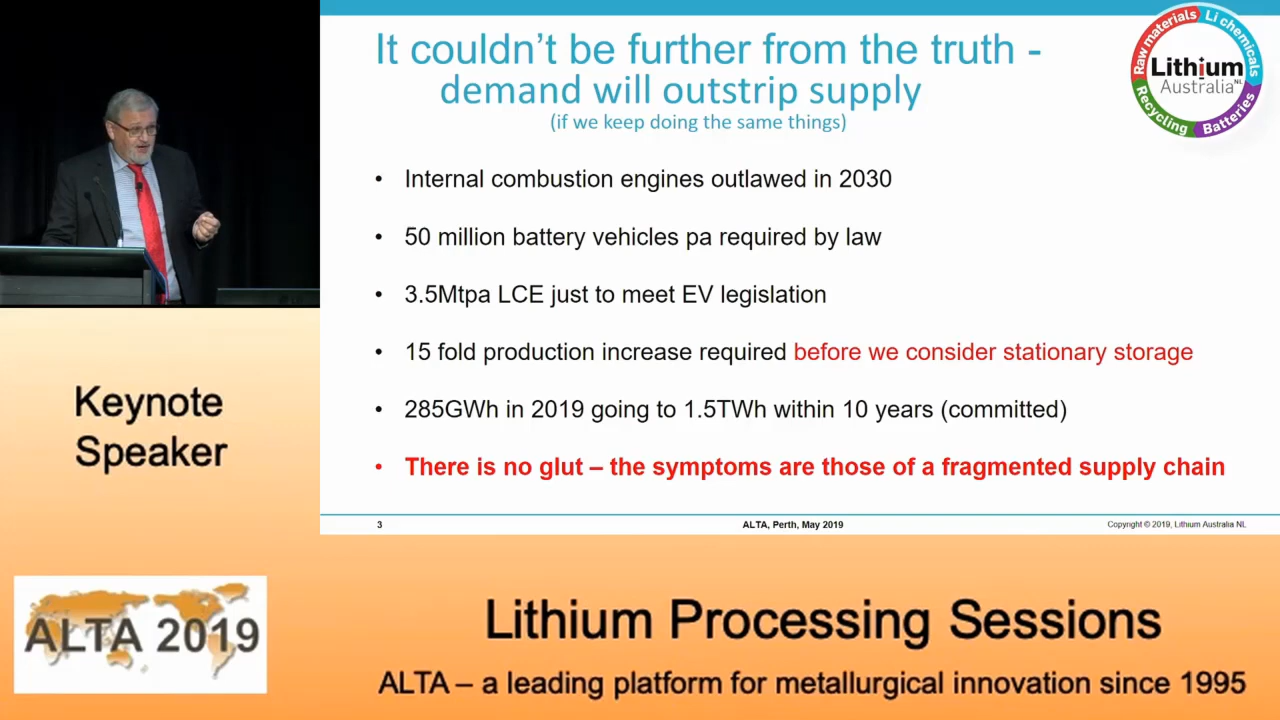 It couldn't be further from the truth -
demand will outstrip supply
(if we keep doing the same things)
Raw materials
Li chemicals
Lithium
Australia NL
Recycling
Batteries
• Internal combustion engines outlawed in 2030
• 50 million battery vehicles pa required by law
• 3.5Mtpa LCE just to meet EV legislation
• 15 fold production increase required before we consider stationary storage
• 285GWh in 2019 going to 1.5TWh within 10 years (committed)
• There is no glut – the symptoms are those of a fragmented supply chain
3
ALTA, Perth, May 2019
Copyright © 2019, Lithium Australia NL
Keynote
Speaker
ALTA 2019
Lithium Processing Sessions
ALTA – a leading platform for metallurgical innovation since 1995